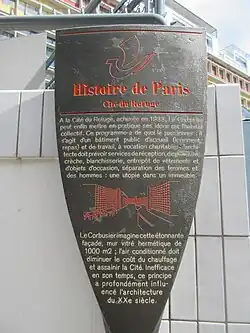 Histoire de Paris
Cité du Refuge
A la Cité du Refuge, achevée en 1933, Le Corbusier
peut enfin mettre en pratique ses idées sur l'habitat
collectif. Ce programme a de quoi le passionner : il
s'agit d'un bâtiment public d'accueil (lits,
repas) et de travail, à vocation charitable. L'archi-
tecte doit prévoir services de réception, dispensaire,
crèche, blanchisserie, entrepôt de vêtements et
d'objets d'occasion, séparation des femmes et
des hommes : une utopie dans un immeuble.
Le Corbusier imagine cette étonnante
façade, mur vitré hermétique de
1000 m2 ; l'air conditionné doit
diminuer le coût du chauffage
et assainir la Cité. Inefficace
en son temps, ce principe
a profondément influ-
encé l'architecture
du XXe siècle.